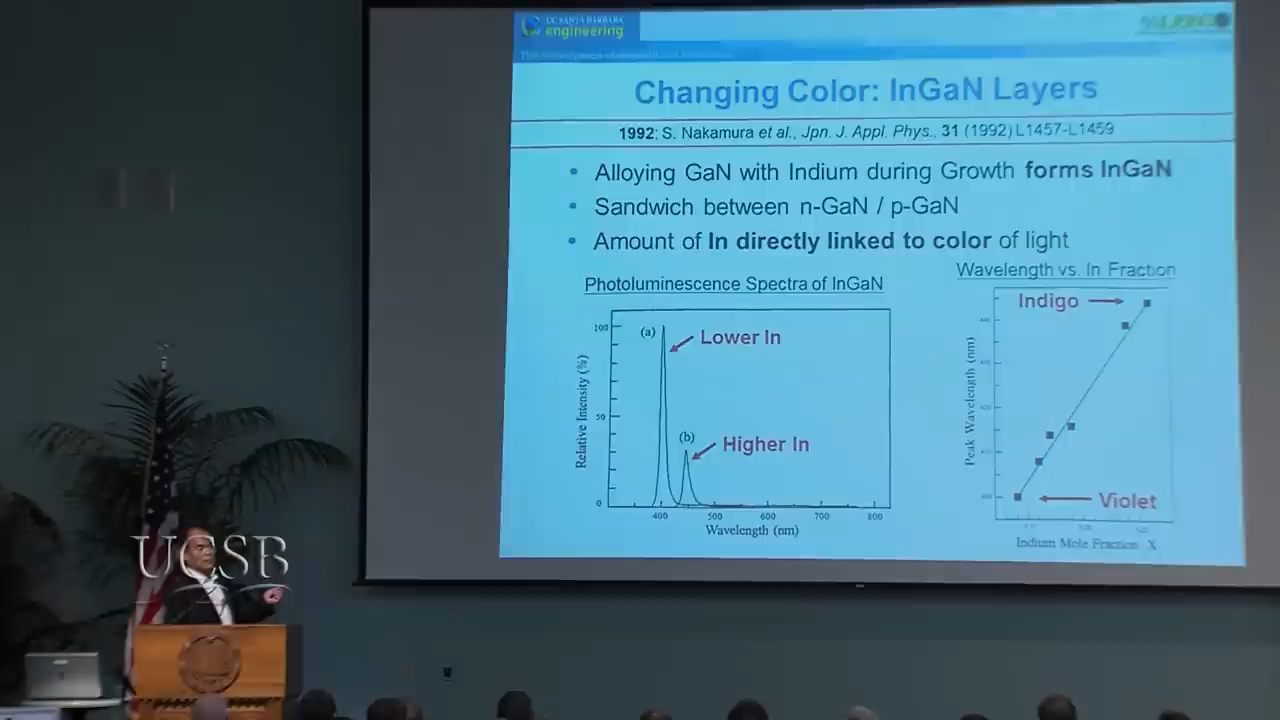 UC SANTA BARBARA
engineering
Changing Color: InGaN Layers
1992: S. Nakamura et al., Jpn. J. Appl. Phys., 31 (1992) L1457-L1459
• Alloying GaN with Indium during Growth forms InGaN
• Sandwich between n-GaN / p-GaN
• Amount of In directly linked to color of light
Photoluminescence Spectra of InGaN
100
50
0
Relative Intensity (%)
(a)
Lower In
(b)
Higher In
400 500 600 700 800
Wavelength (nm)
Wavelength vs. In Fraction
Indigo
Peak Wavelength (nm)
Violet
Indium Mole Fraction X
UCSB